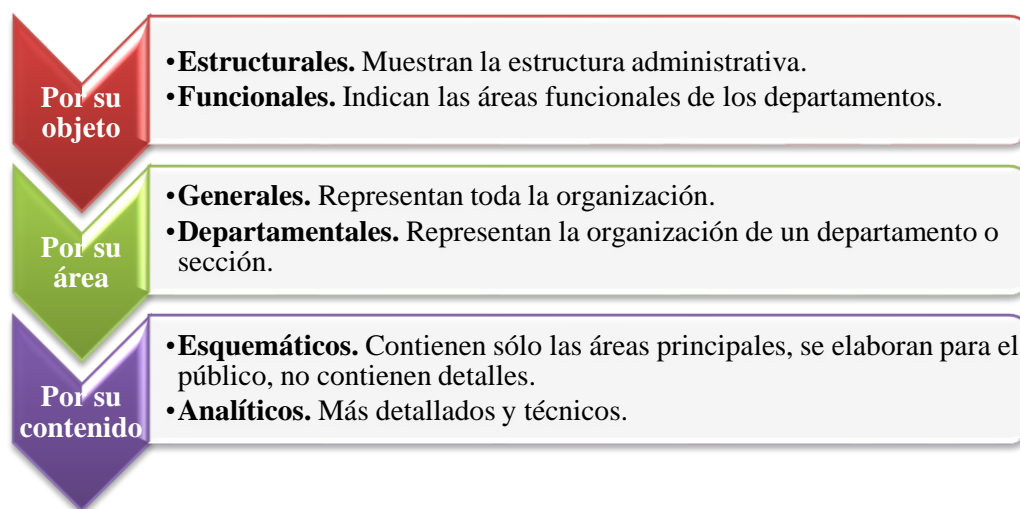 Por su
objeto
•Estructurales. Muestran la estructura administrativa.
•Funcionales. Indican las áreas funcionales de los departamentos.
Por su
área
•Generales. Representan toda la organización.
•Departamentales. Representan la organización de un departamento o
sección.
Por su
contenido
•Esquemáticos. Contienen sólo las áreas principales, se elaboran para el
público, no contienen detalles.
•Analíticos. Más detallados y técnicos.